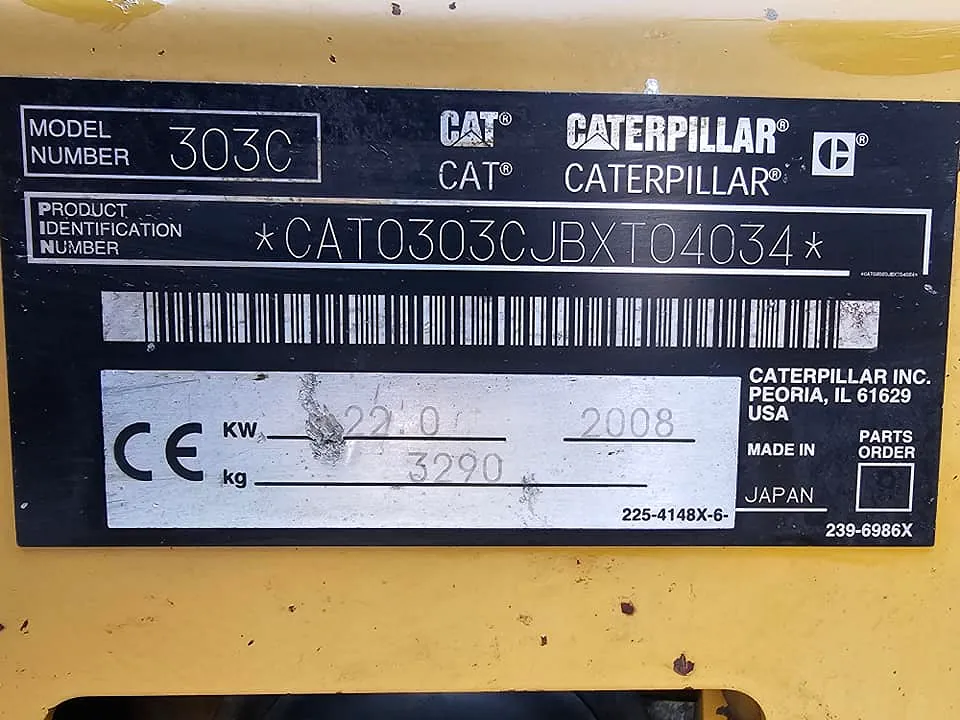 MODEL
NUMBER 303C
CAT® CATERPILLAR®
CAT® CATERPILLAR® C®
PRODUCT
IDENTIFICATION
NUMBER
*CAT0303CJBXT04034*
CATERPILLAR INC.
PEORIA, IL 61629
USA
CE
KW 22.0 2008
kg 3290
225-4148X-6-
MADE IN
JAPAN
PARTS
ORDER
239-6986X